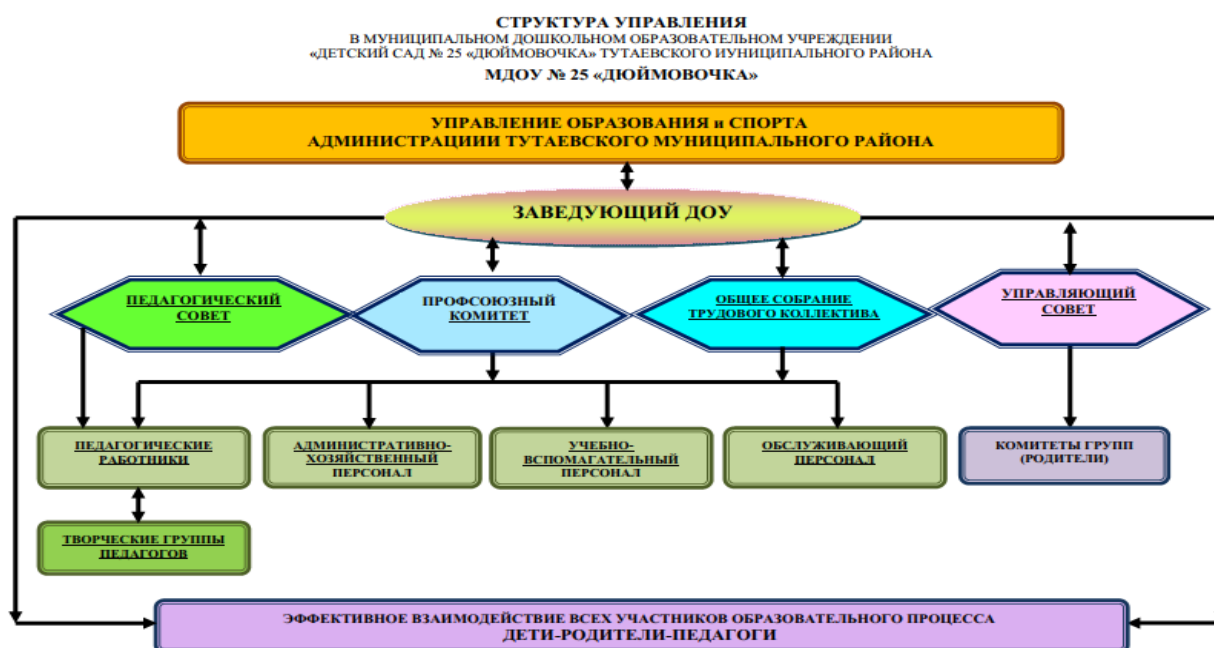 СТРУКТУРА УПРАВЛЕНИЯ
В МУНИЦИПАЛЬНОМ ДОШКОЛЬНОМ ОБРАЗОВАТЕЛЬНОМ УЧРЕЖДЕНИИ
«ДЕТСКИЙ САД № 25 «ДЮЙМОВОЧКА» ТУТАЕВСКОГО ИУНИЦИПАЛЬНОГО РАЙОНА
МДОУ № 25 «ДЮЙМОВОЧКА»
УПРАВЛЕНИЕ ОБРАЗОВАНИЯ и СПОРТА
АДМИНИСТРАЦИИИ ТУТАЕВСКОГО МУНИЦИПАЛЬНОГО РАЙОНА
ЗАВЕДУЮЩИЙ ДОУ
ПЕДАГОГИЧЕСКИЙ
СОВЕТ
ПРОФСОЮЗНЫЙ
КОМИТЕТ
ОБЩЕЕ СОБРАНИЕ
ТРУДОВОГО КОЛЛЕКТИВА
УПРАВЛЯЮЩИЙ
СОВЕТ
ПЕДАГОГИЧЕСКИЕ
РАБОТНИКИ
АДМИНИСТРАТИВНО-
ХОЗЯЙСТВЕННЫЙ
ПЕРСОНАЛ
УЧЕБНО-
ВСПОМАГАТЕЛЬНЫЙ
ПЕРСОНАЛ
ОБСЛУЖИВАЮЩИЙ
ПЕРСОНАЛ
КОМИТЕТЫ ГРУПП
(РОДИТЕЛИ)
ТВОРЧЕСКИЕ ГРУППЫ
ПЕДАГОГОВ
ЭФФЕКТИВНОЕ ВЗАИМОДЕЙСТВИЕ ВСЕХ УЧАСТНИКОВ ОБРАЗОВАТЕЛЬНОГО ПРОЦЕССА
ДЕТИ-РОДИТЕЛИ-ПЕДАГОГИ